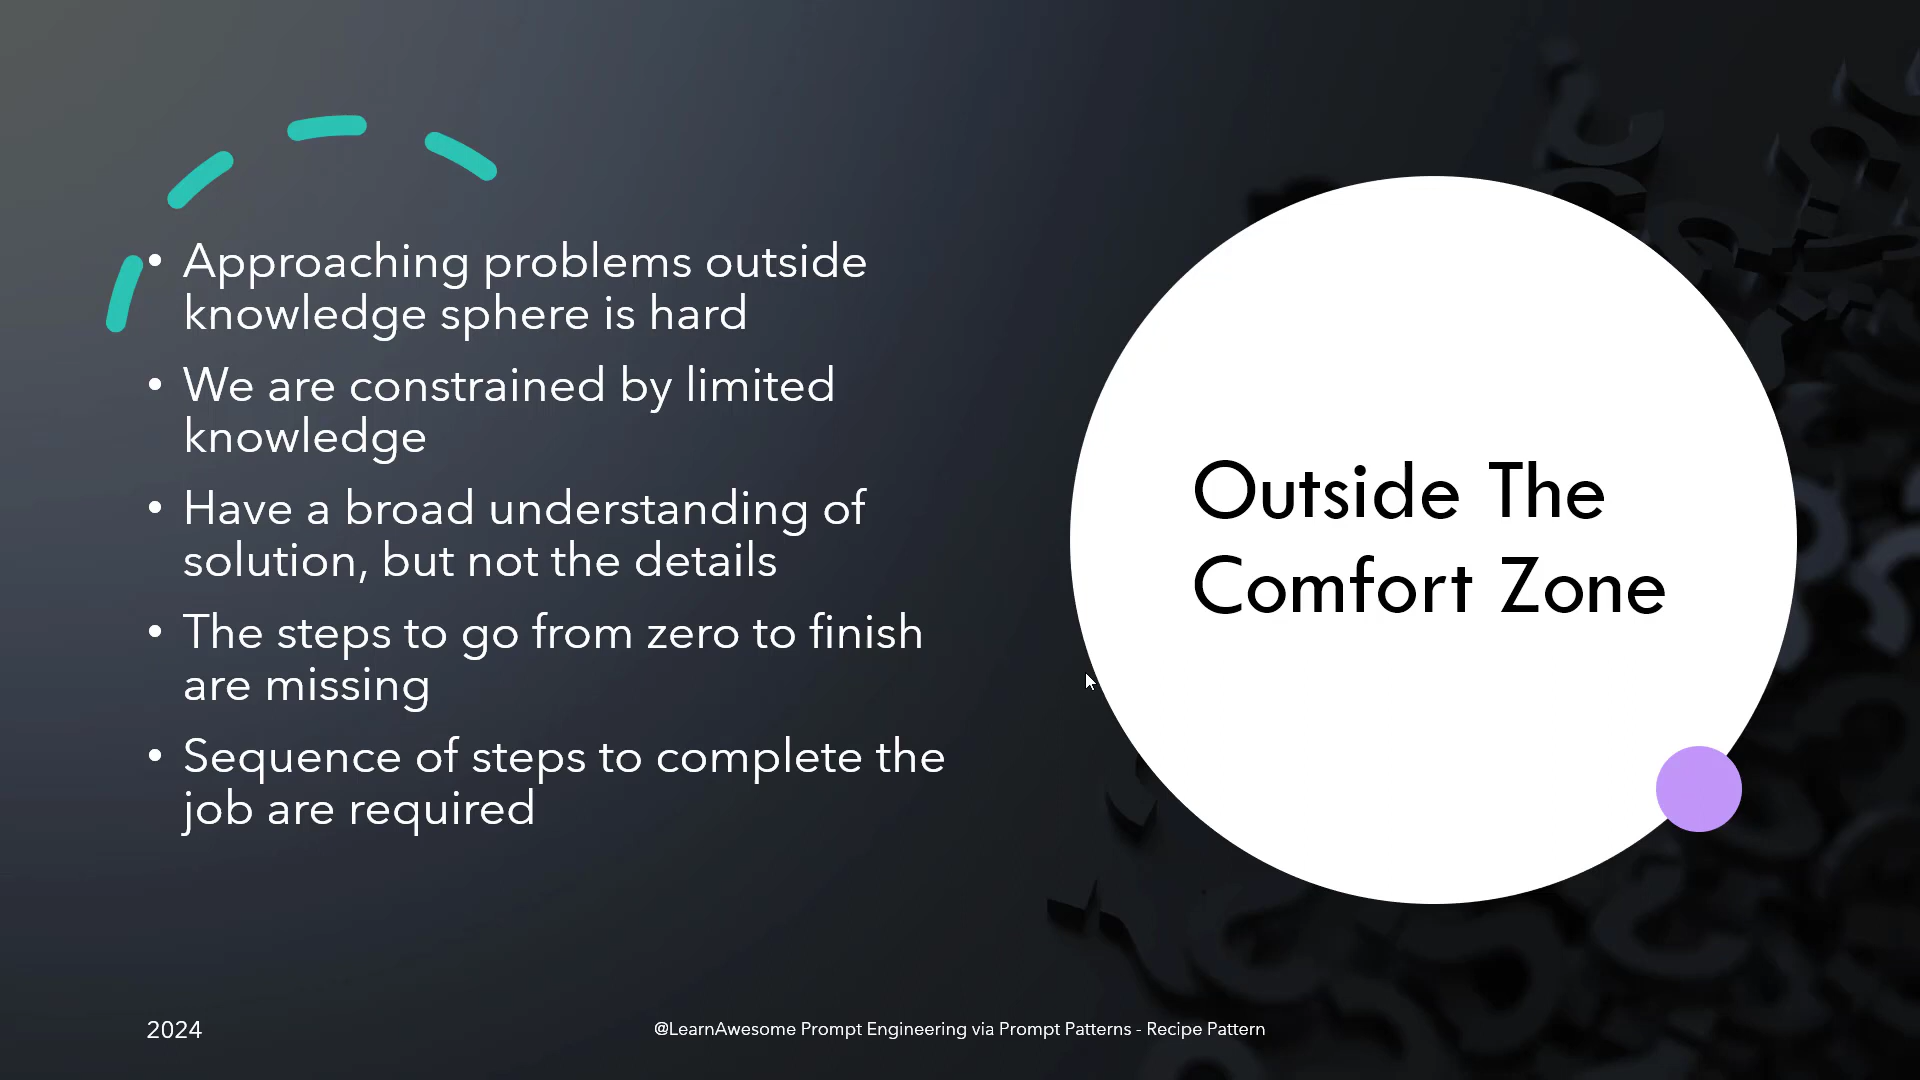 • Approaching problems outside
knowledge sphere is hard
• We are constrained by limited
knowledge
• Have a broad understanding of
solution, but not the details
• The steps to go from zero to finish
are missing
• Sequence of steps to complete the
job are required
Outside The
Comfort Zone
2024
@LearnAwesome Prompt Engineering via Prompt Patterns - Recipe Pattern